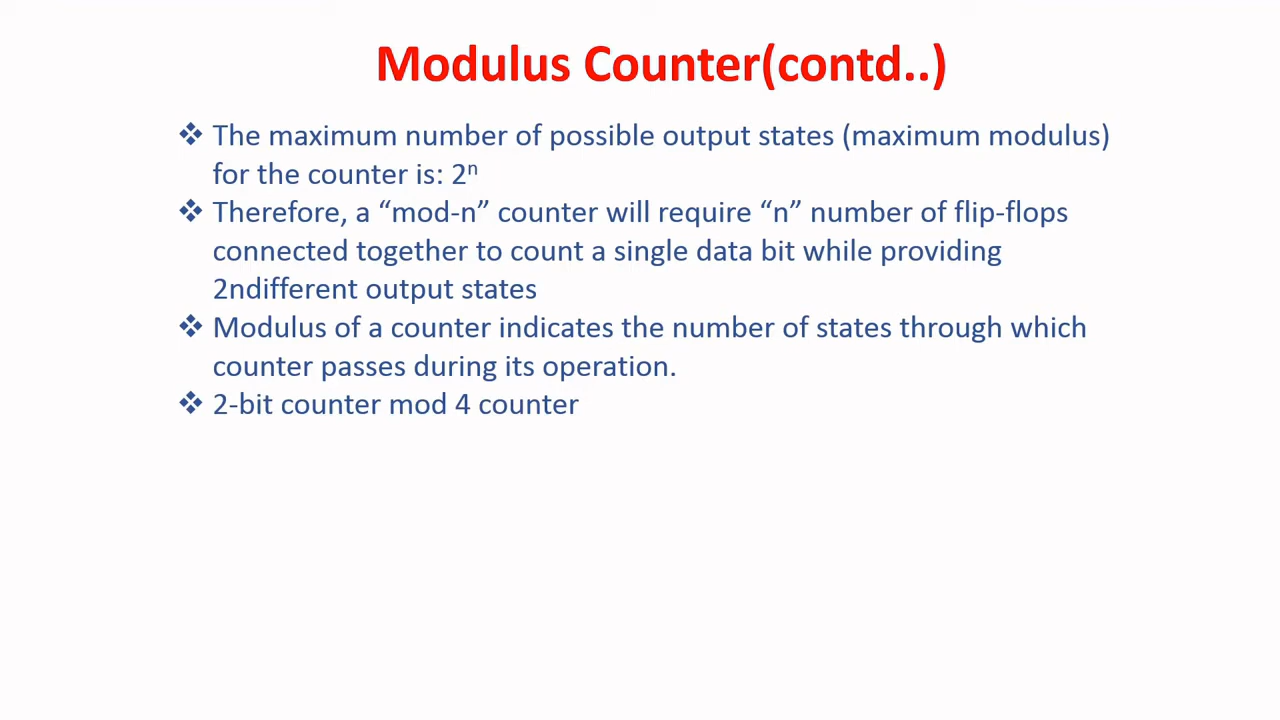 Modulus Counter(contd..)
❖ The maximum number of possible output states (maximum modulus)
for the counter is: 2ⁿ
❖ Therefore, a “mod-n” counter will require “n” number of flip-flops
connected together to count a single data bit while providing
2ndifferent output states
❖ Modulus of a counter indicates the number of states through which
counter passes during its operation.
❖ 2-bit counter mod 4 counter